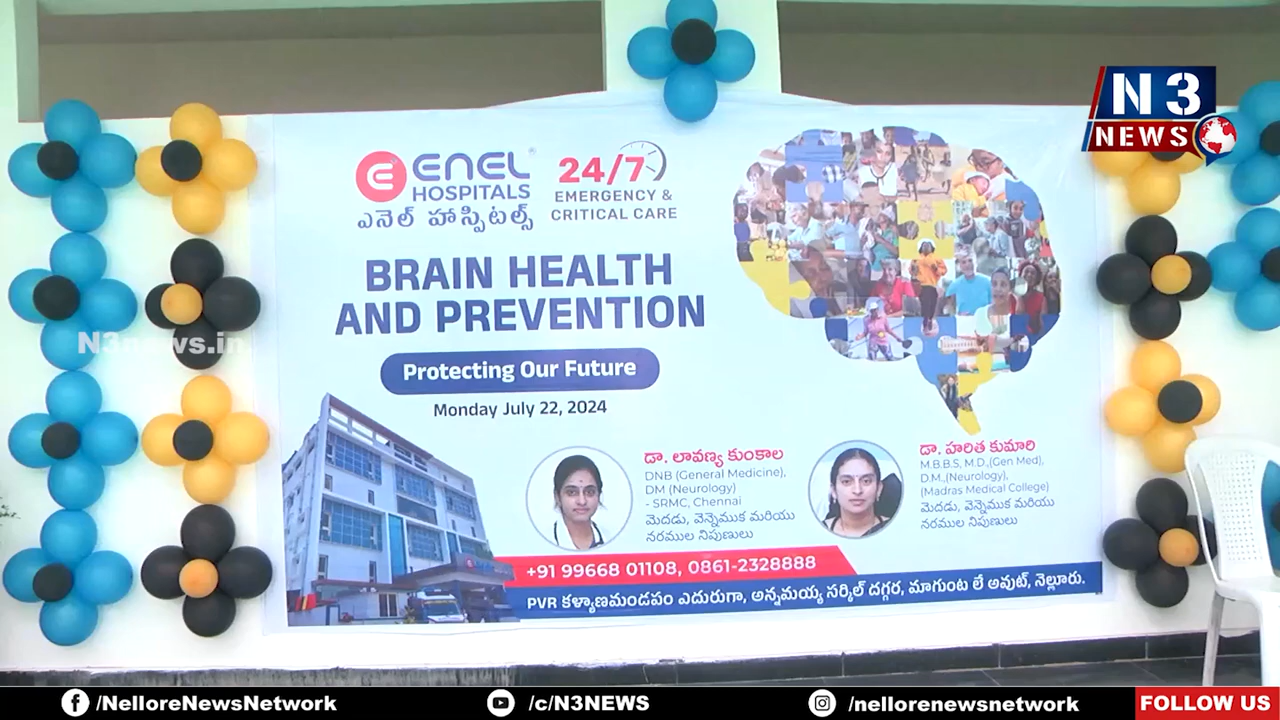 N3
NEWS
ENEL
HOSPITALS
ఎనెల్ హాస్పిటల్స్
24/7
EMERGENCY &
CRITICAL CARE
BRAIN HEALTH
AND PREVENTION
Protecting Our Future
Monday July 22, 2024
N3news.in
డా. లావణ్య కుంకాల
DNB (General Medicine),
DM (Neurology)
- SRMC, Chennai
మెదడు, వెన్నెముక మరియు
నరముల నిపుణులు
డా. హరిత కుమారి
M.B.B.S, M.D.,(Gen Med),
D.M.,(Neurology),
(Madras Medical College)
మెదడు, వెన్నెముక మరియు
నరముల నిపుణులు
+91 99668 01108, 0861-2328888
PVR కళ్యాణమండపం ఎదురుగా, అన్నమయ్య సర్కిల్ దగ్గర, మాగుంట లే అవుట్, నెల్లూరు.
/NelloreNewsNetwork
/c/N3NEWS
/nellorenewsnetwork
FOLLOW US